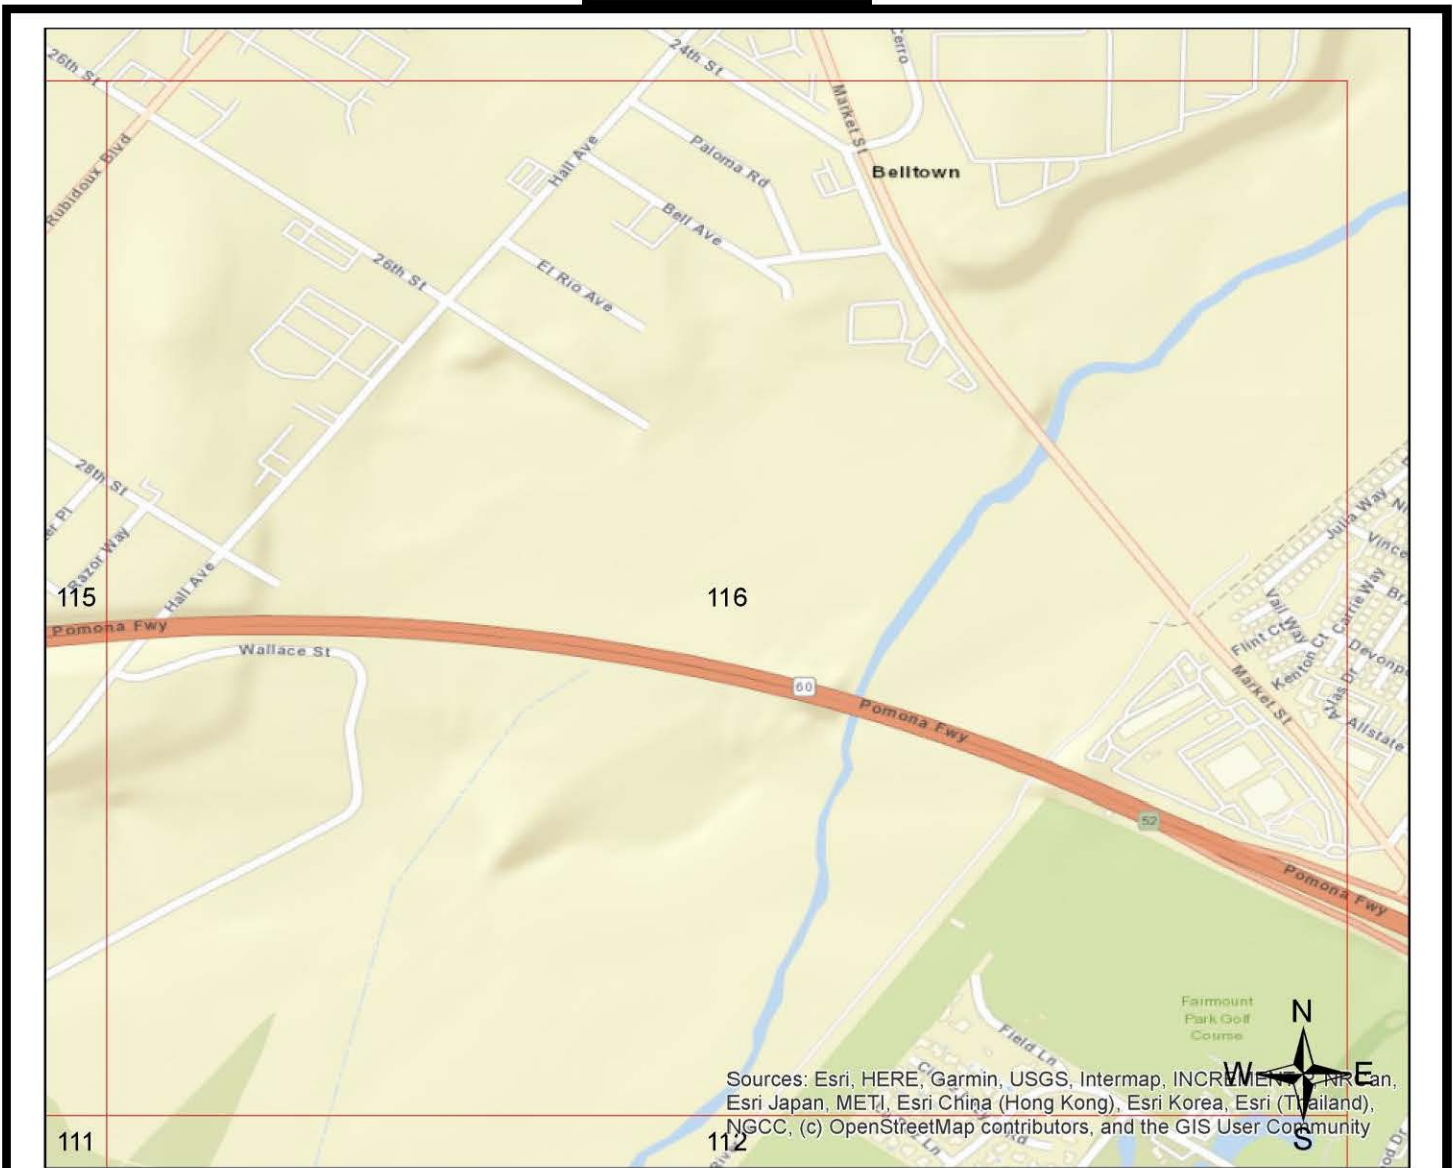 26th St
24th St
Cerro
Market St
Rubidoux Blvd
Hall Ave
Paloma Rd
Belltown
Bell Ave
26th St
El Rio Ave
28th St
Razor Way
Julia Way
Hall Ave
Vail Way
Carrie Way
Flint Ct
Kenton Ct
115
116
Pomona Fwy
Wallace St
60
Pomona Fwy
Market St
Allstate
52
Pomona Fwy
Fairmount
Park Golf
Course
N
Field Ln
W
E
Sources: Esri, HERE, Garmin, USGS, Intermap, INCREMENT P, NRCan,
Esri Japan, METI, Esri China (Hong Kong), Esri Korea, Esri (Thailand),
NGCC, (c) OpenStreetMap contributors, and the GIS User Community
S
111
112